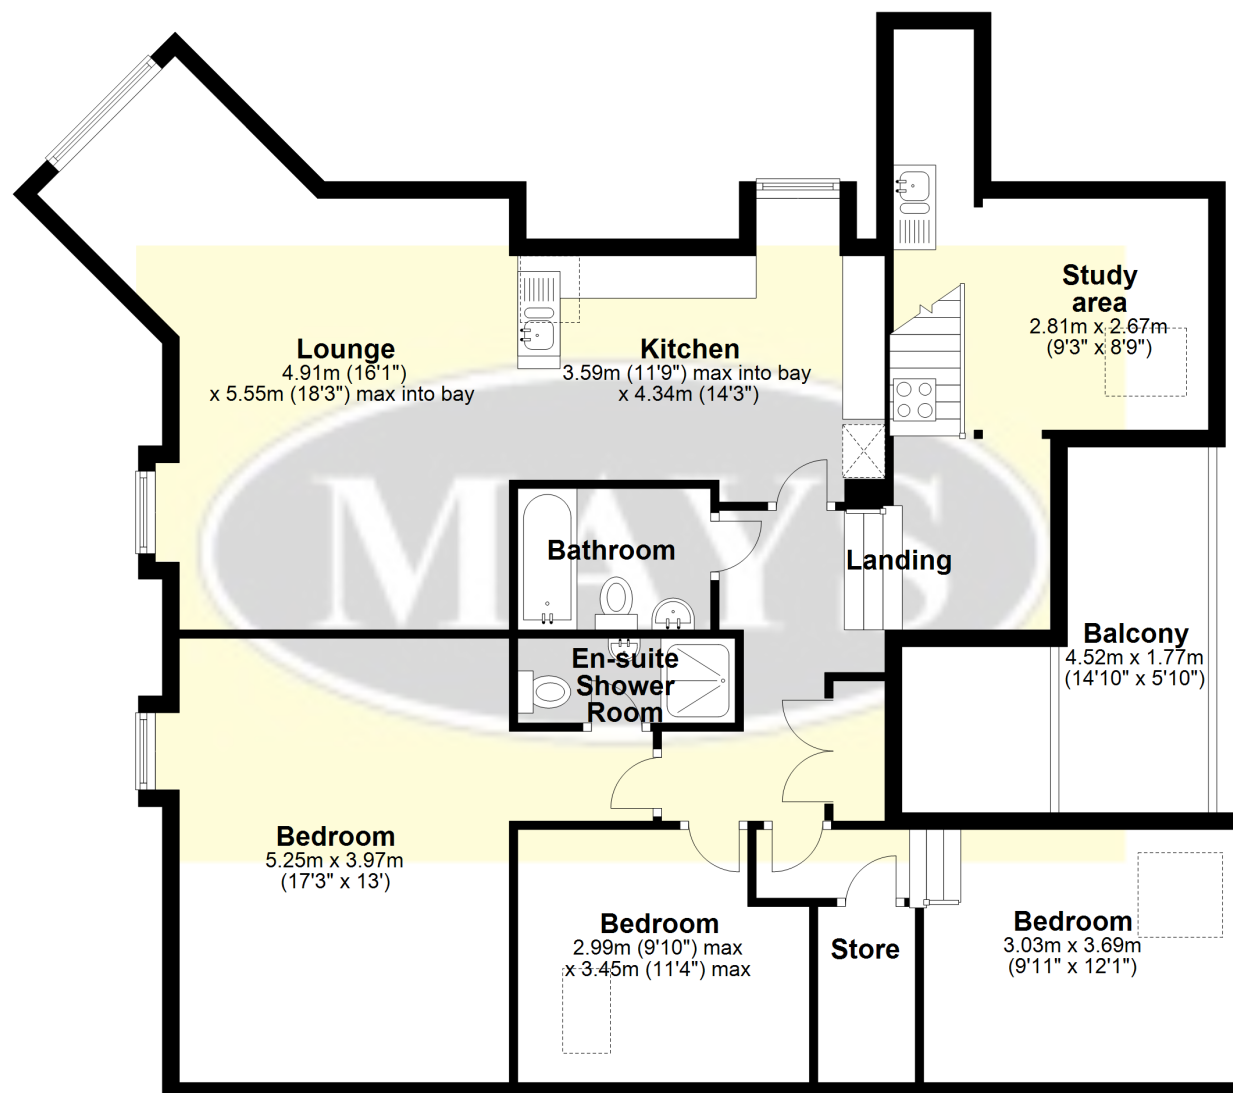 Study
area
2.81m x 2.67m
(9'3" x 8'9")
Lounge
4.91m (16'1")
x 5.55m (18'3") max into bay
Kitchen
3.59m (11'9") max into bay
x 4.34m (14'3")
MAYS
Bathroom
Landing
Balcony
4.52m x 1.77m
(14'10" x 5'10")
En-suite
Shower
Room
Bedroom
5.25m x 3.97m
(17'3" x 13')
Bedroom
2.99m (9'10") max
x 3.45m (11'4") max
Store
Bedroom
3.03m x 3.69m
(9'11" x 12'1")